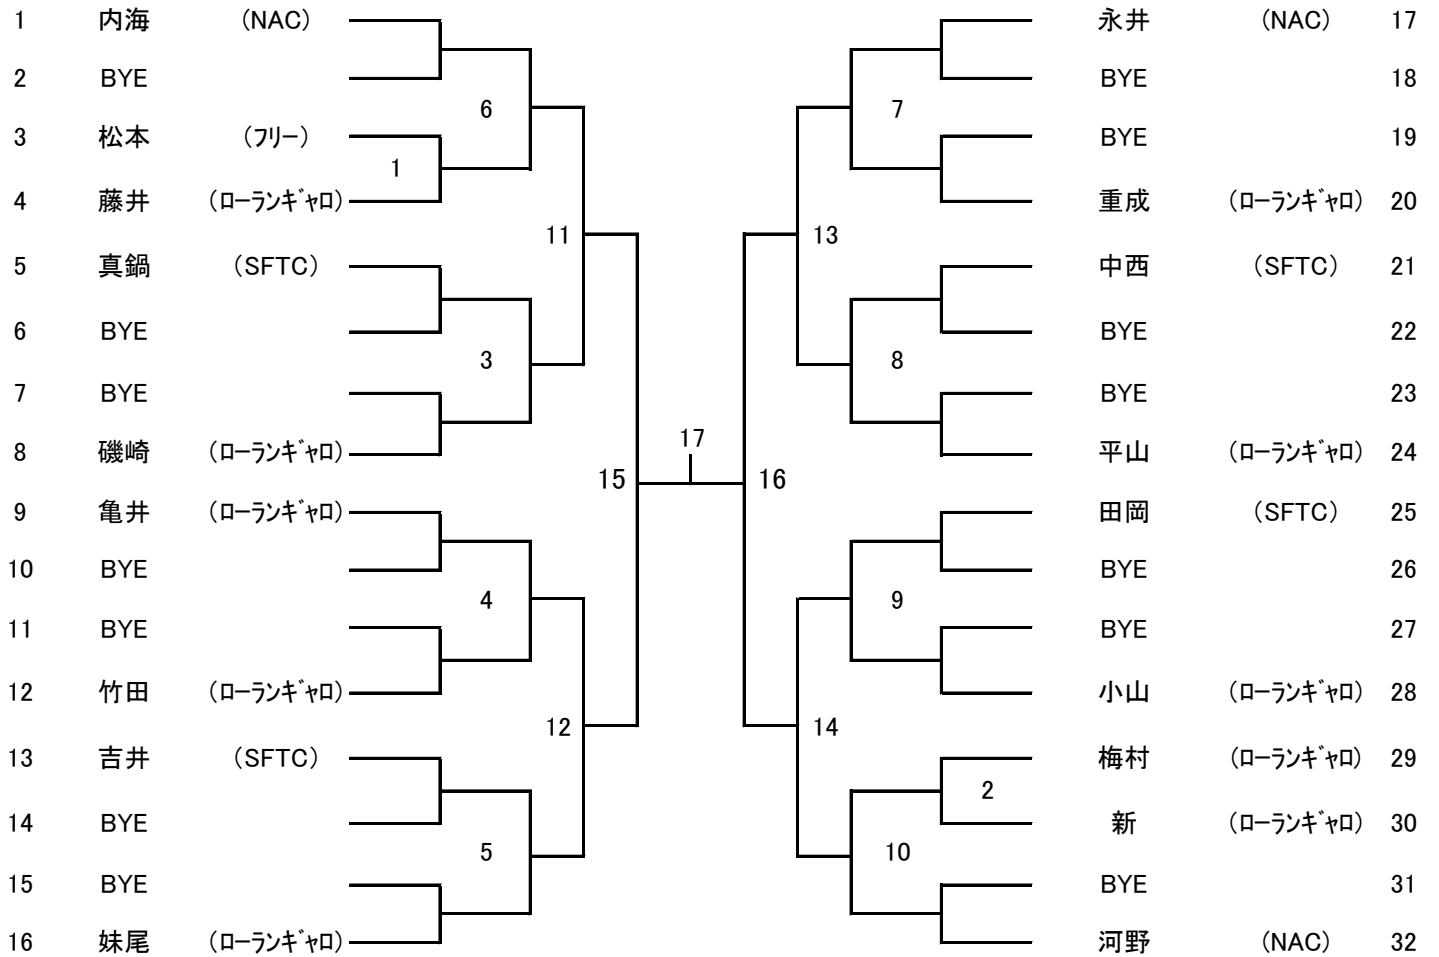 1 内海 (NAC) 永井 (NAC) 17
2 BYE BYE 18
6 7
3 松本 (フリー) BYE 19
1
4 藤井 (ローランギャロ) 重成 (ローランギャロ) 20
11 13
5 真鍋 (SFTC) 中西 (SFTC) 21
6 BYE BYE 22
3 8
7 BYE BYE 23
17
8 磯崎 (ローランギャロ) 平山 (ローランギャロ) 24
15 16
9 亀井 (ローランギャロ) 田岡 (SFTC) 25
10 BYE BYE 26
4 9
11 BYE BYE 27
12 竹田 (ローランギャロ) 小山 (ローランギャロ) 28
12 14
13 吉井 (SFTC) 梅村 (ローランギャロ) 29
2
14 BYE 新 (ローランギャロ) 30
5 10
15 BYE BYE 31
16 妹尾 (ローランギャロ) 河野 (NAC) 32